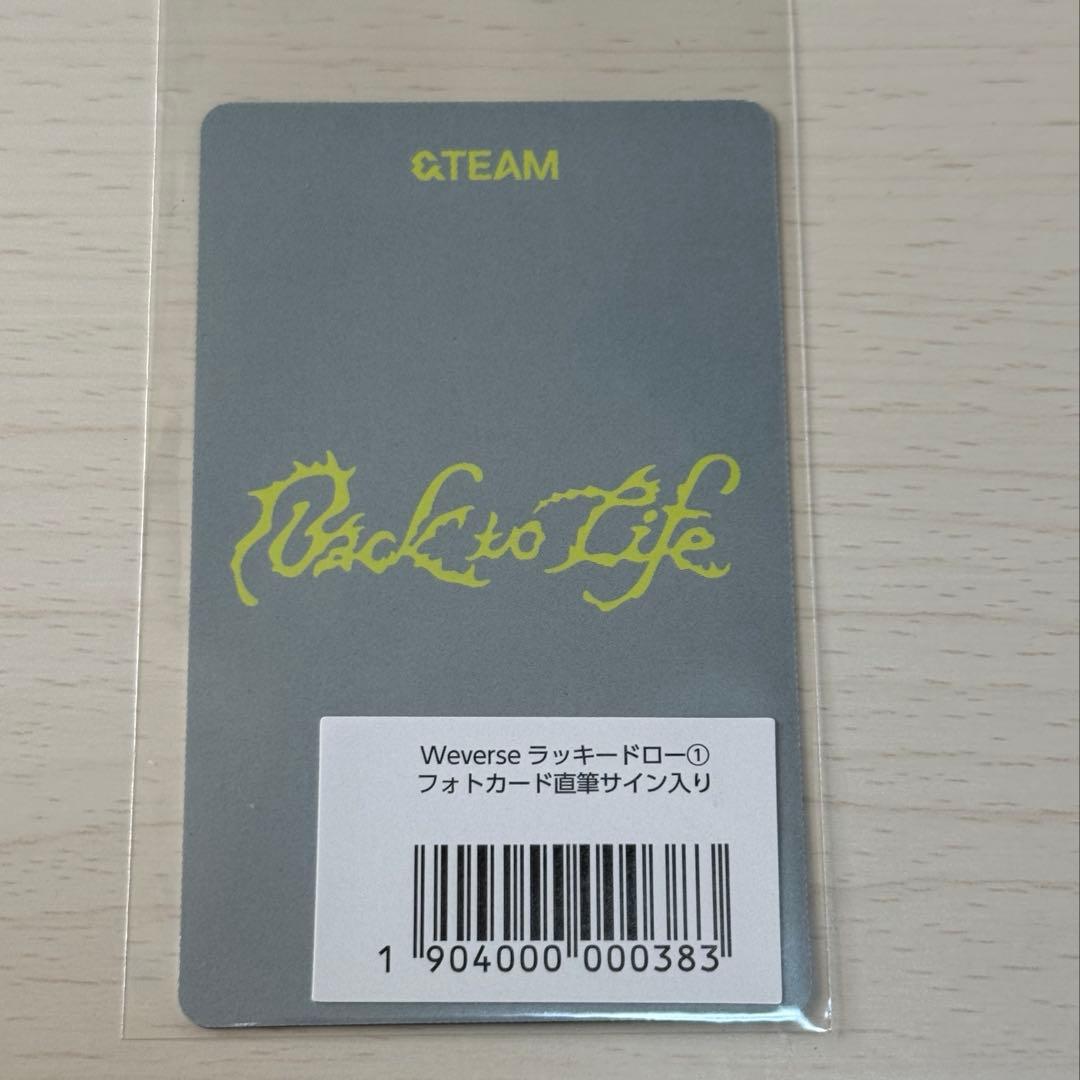 &TEAM
Back to Life
Weverse ラッキードロー①
フォトカード直筆サイン入り
1 904000 000383